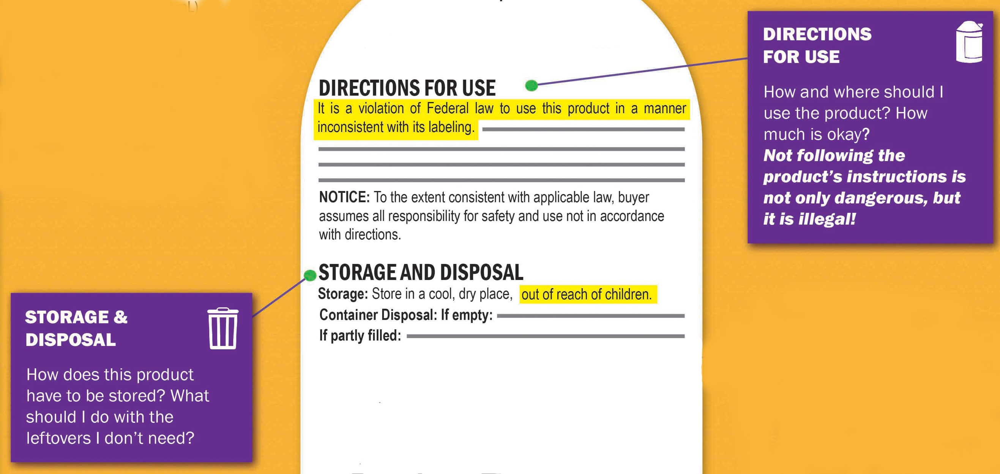 L)
DIRECTIONS
FOR USE
How and where should I
use the product? How
much is okay?
Not following the
product's instructions is
not only dangerous, but
it is illegal!
DIRECTIONS FOR USE
It is a violation of Federal law to use this product in a manner
inconsistent with its labeling.
NOTICE: To the extent consistent with applicable law, buyer
assumes all responsibility for safety and use not in accordance
with directions.
STORAGE AND DISPOSAL
Storage: Store in a cool, dry place, out of reach of children.
Container Disposal: If empty:
If partly filled:
STORAGE &
DISPOSAL
How does this product
have to be stored? What
should I do with the
leftovers I don't need?